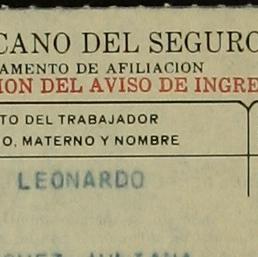 CANO DEL SEGURO
AMENTO DE AFILIACION
ION DEL AVISO DE INGRE
TO DEL TRABAJADOR
O, MATERNO Y NOMBRE
LEONARDO